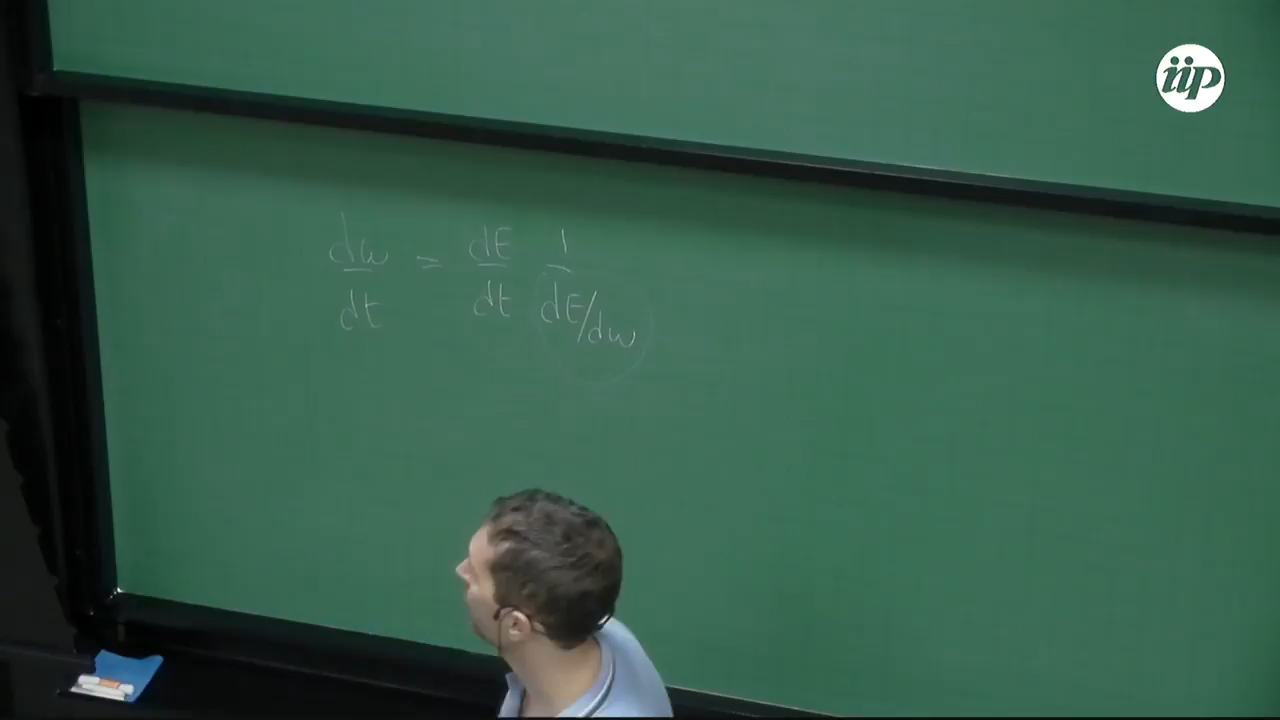 iip
dω/dt = dE/dt 1/(dE/dω)